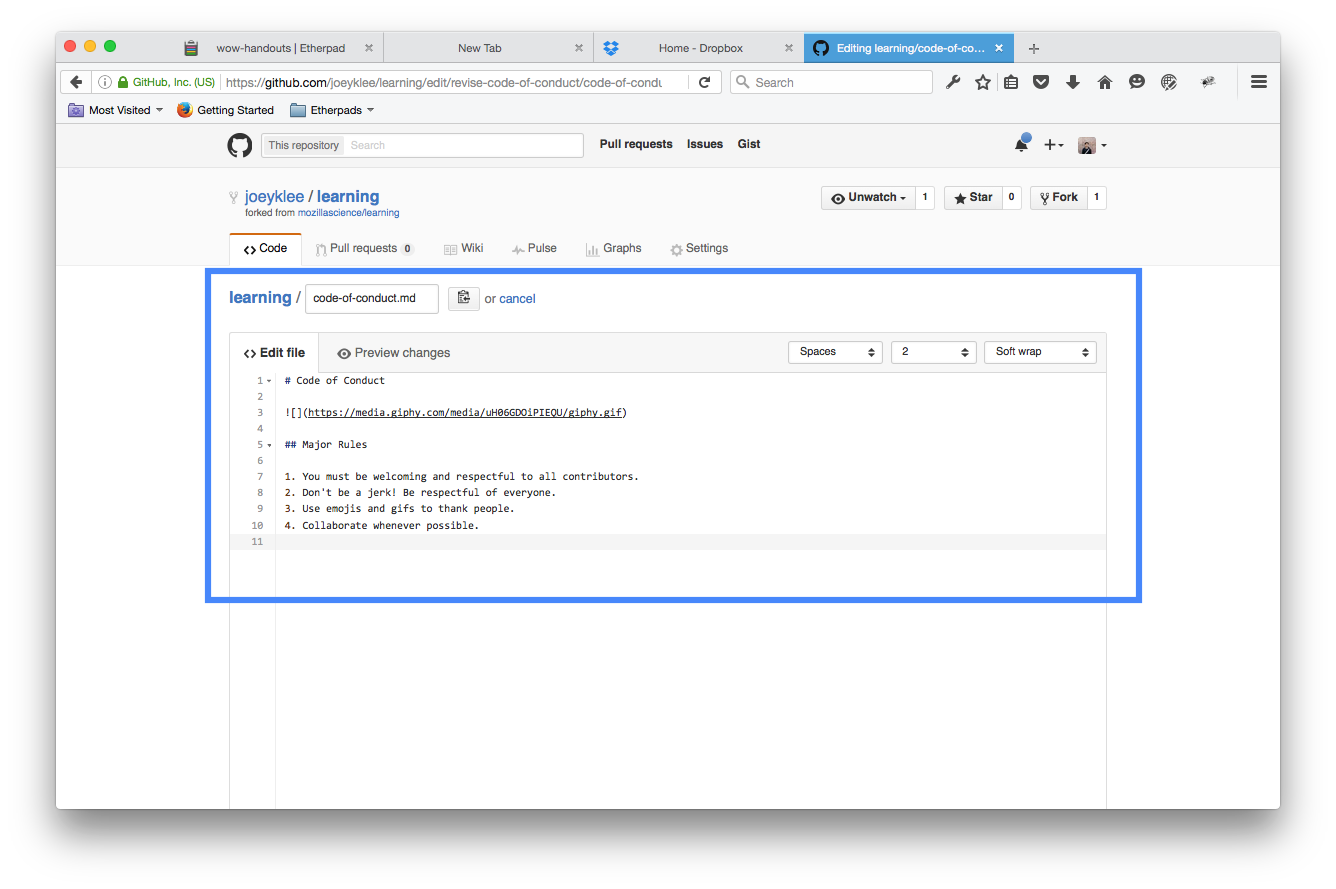 wow-handouts | Etherpad
New Tab
Home - Dropbox
Editing learning/code-of-co...
GitHub, Inc. (US)
https://github.com/joeyklee/learning/edit/revise-code-of-conduct/code-of-condu
Search
Most Visited
Getting Started
Etherpads
This repository
Search
Pull requests
Issues
Gist
joeyklee / learning
forked from mozillascience/learning
Unwatch 1
Star 0
Fork 1
Code
Pull requests 0
Wiki
Pulse
Graphs
Settings
learning / code-of-conduct.md or cancel
Edit file
Preview changes
Spaces
2
Soft wrap
1 # Code of Conduct
2
3 ![](https://media.giphy.com/media/uH06GDOiPIEQU/giphy.gif)
4
5 ## Major Rules
6
7 1. You must be welcoming and respectful to all contributors.
8 2. Don't be a jerk! Be respectful of everyone.
9 3. Use emojis and gifs to thank people.
10 4. Collaborate whenever possible.
11